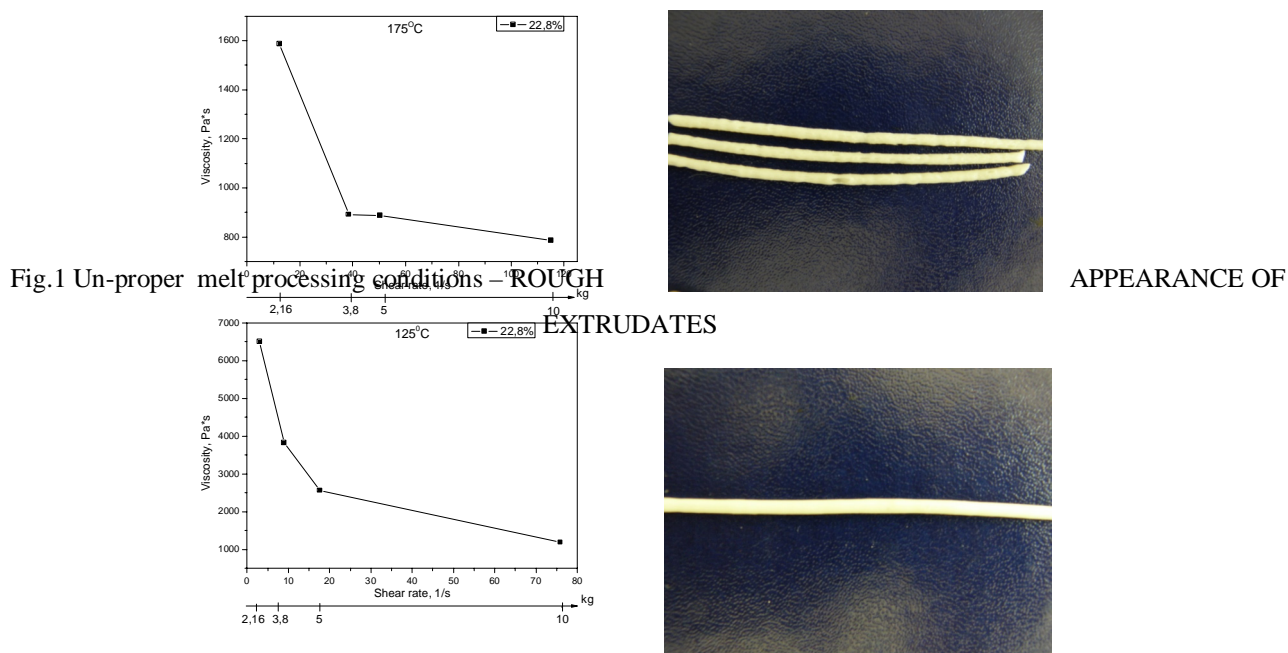 175°C
22,8%
1600
1400
1200
1000
800
Viscosity, Pa*s
0 20 40 60 80 100 120
Shear rate, 1/s
kg
2,16 3,8 5 10
Fig.1 Un-proper melt processing conditions – ROUGH APPEARANCE OF
EXTRUDATES
125°C
22,8%
7000
6000
5000
4000
3000
2000
1000
Viscosity, Pa*s
0 10 20 30 40 50 60 70 80
Shear rate, 1/s
kg
2,16 3,8 5 10